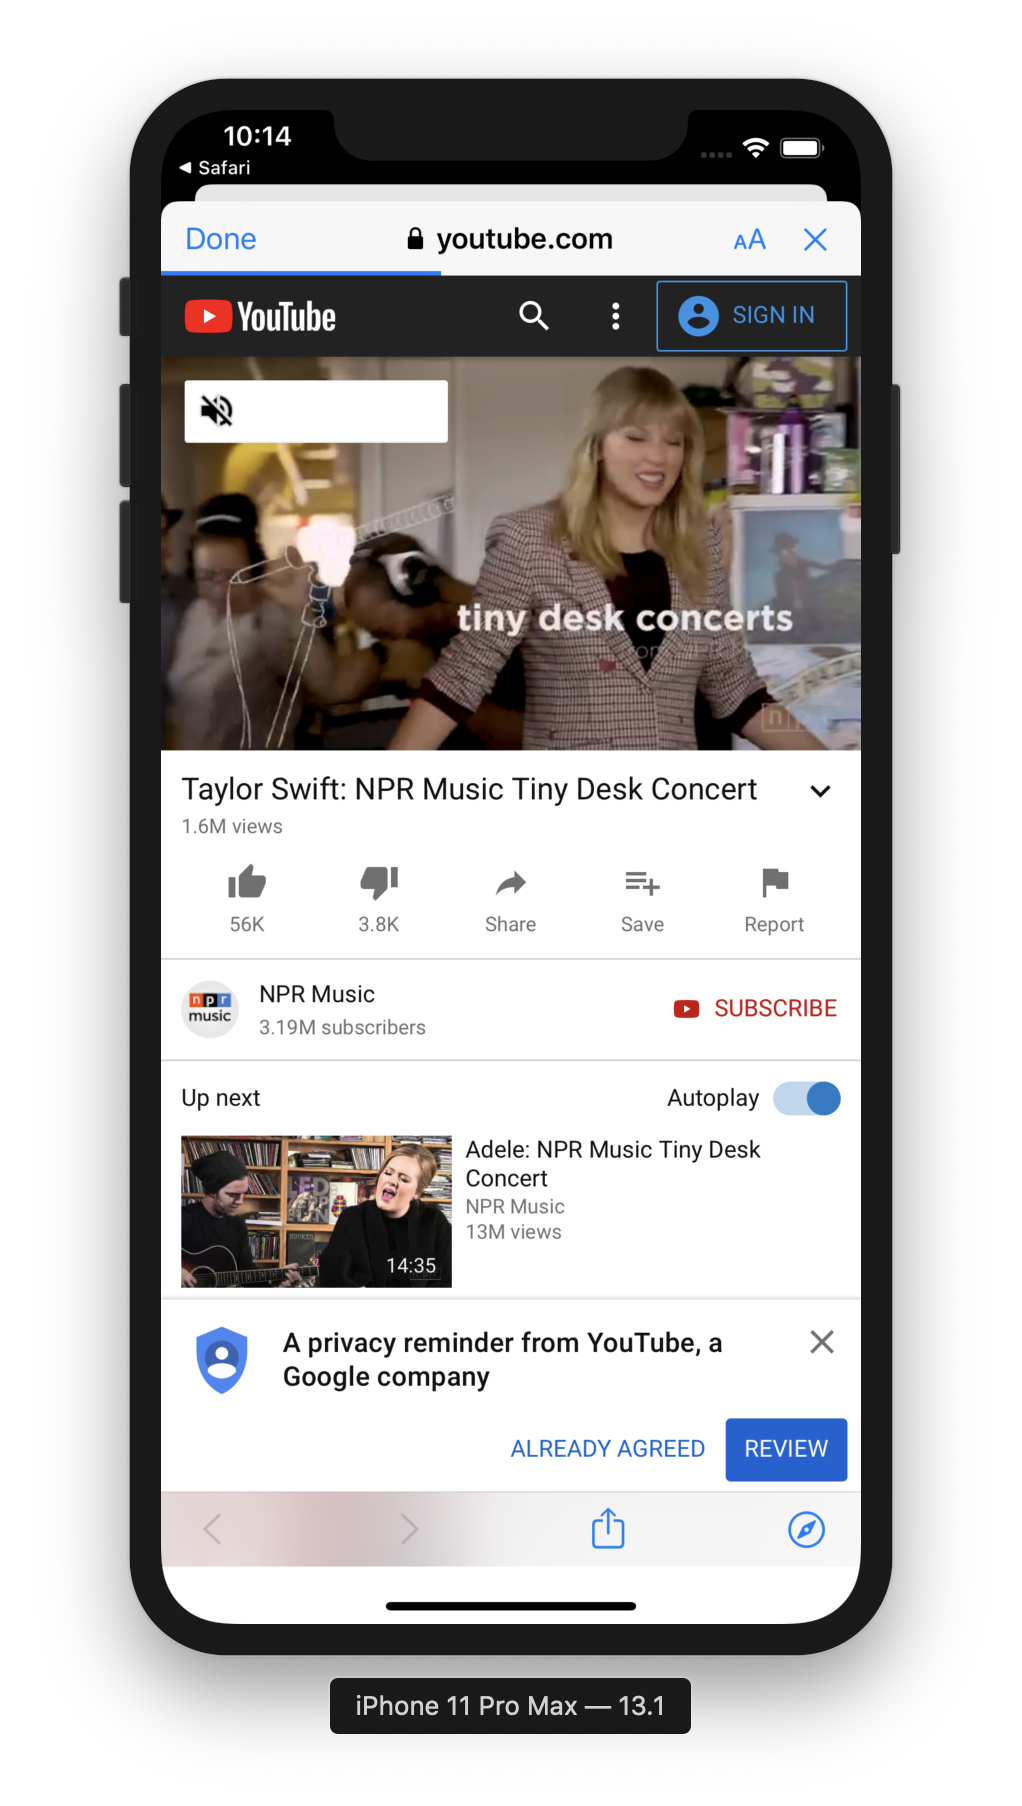 10:14
◀ Safari
Done
youtube.com
AA
YouTube
SIGN IN
tiny desk concerts
npr
Taylor Swift: NPR Music Tiny Desk Concert
1.6M views
56K
3.8K
Share
Save
Report
npr
music
NPR Music
3.19M subscribers
SUBSCRIBE
Up next
Autoplay
Adele: NPR Music Tiny Desk
Concert
NPR Music
13M views
14:35
A privacy reminder from YouTube, a
Google company
ALREADY AGREED
REVIEW
iPhone 11 Pro Max — 13.1